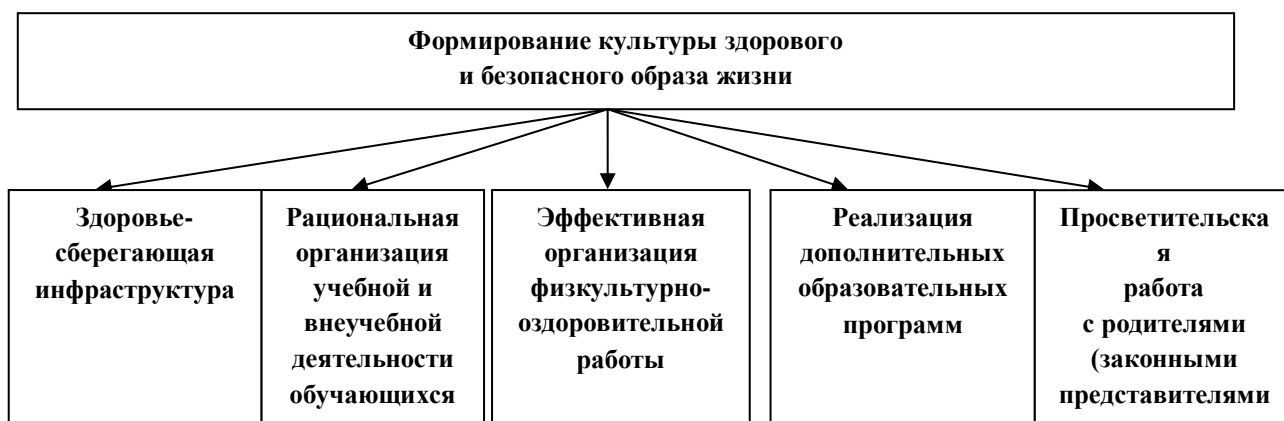 Формирование культуры здорового
и безопасного образа жизни
Здоровье-
сберегающая
инфраструктура
Рациональная
организация
учебной и
внеучебной
деятельности
обучающихся
Эффективная
организация
физкультурно-
оздоровительной
работы
Реализация
дополнительных
образовательных
программ
Просветительска
я
работа
с родителями
(законными
представителями